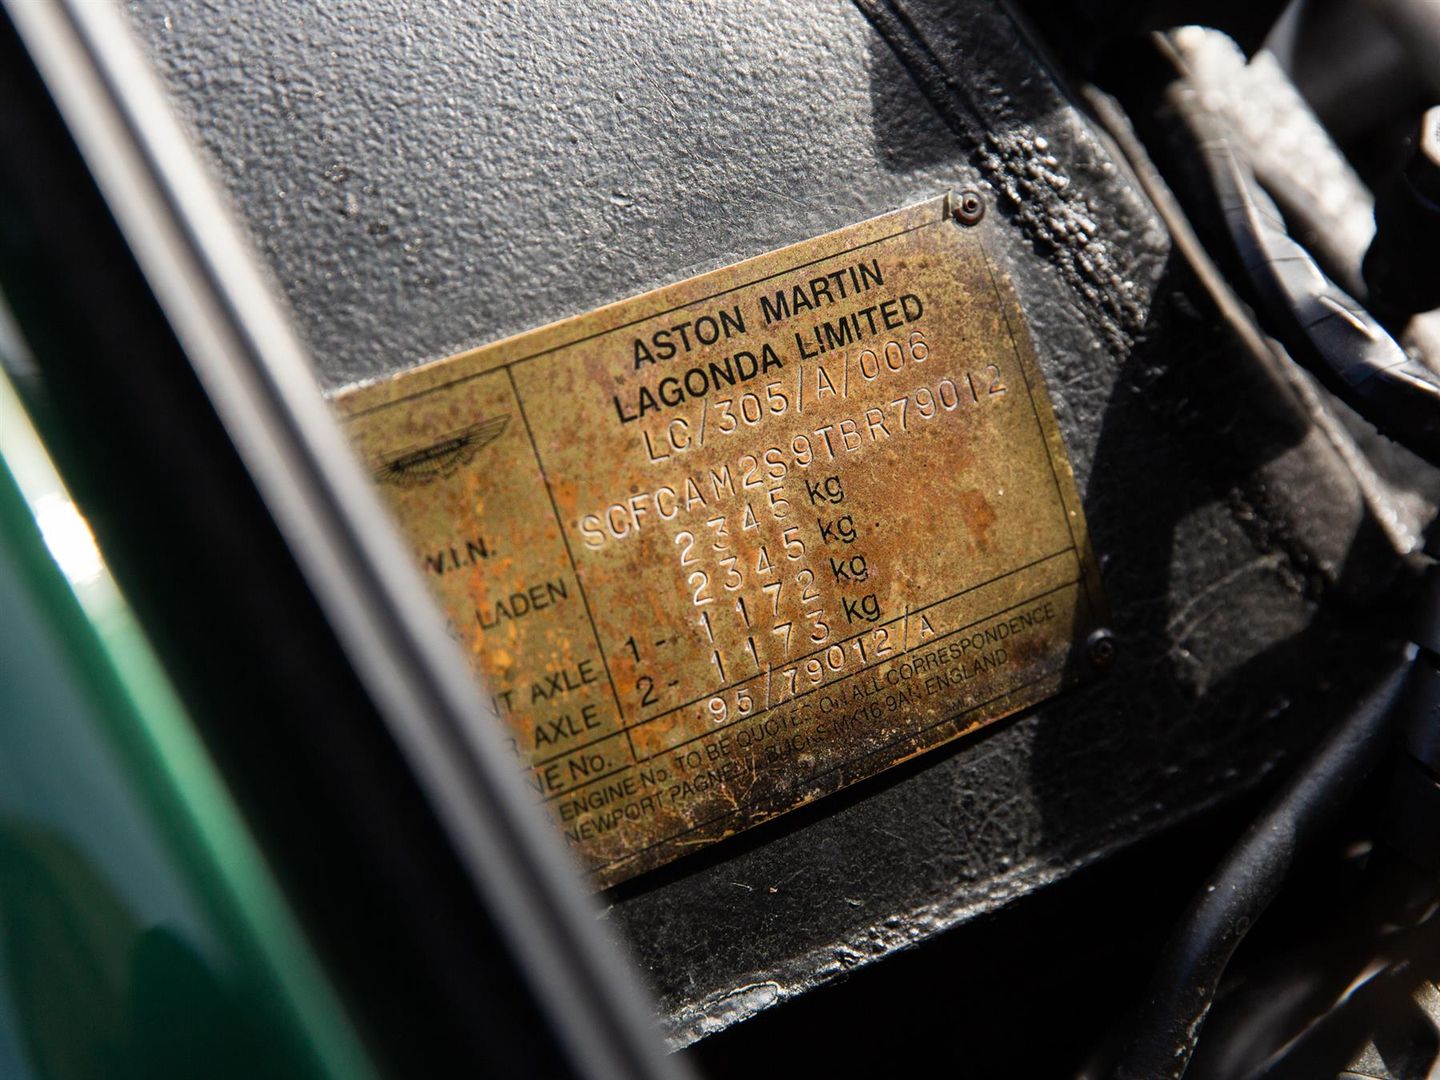 ASTON MARTIN
LAGONDA LIMITED
LC/305/A/006
V.I.N. SCFCAM2S9TBR79012
LADEN 2345 kg
2345 kg
AXLE 1- 1172 kg
AXLE 2- 1173 kg
No. 95/79012/A
ENGINE No. TO BE QUOTED ON ALL CORRESPONDENCE
NEWPORT PAGNELL BUCKS MK16 9AN ENGLAND